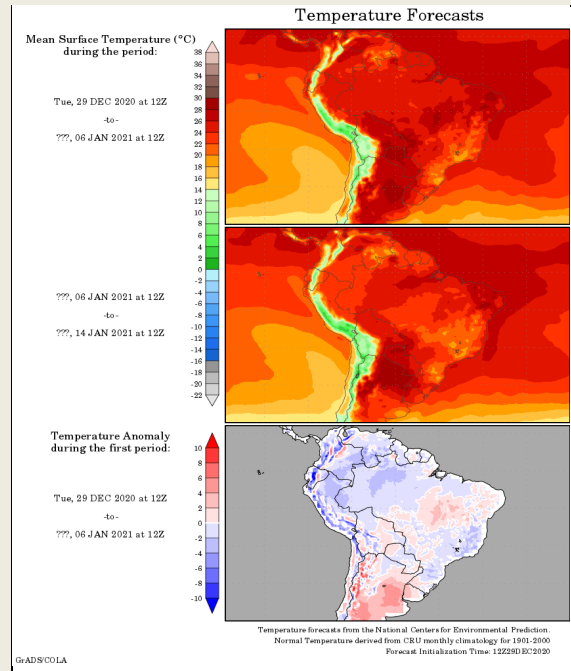 Temperature Forecasts
Mean Surface Temperature (°C)
during the period:
Tue, 29 DEC 2020 at 12Z
-to-
???, 06 JAN 2021 at 12Z
38
36
34
32
30
28
26
24
22
20
18
16
14
12
10
8
6
4
2
0
-2
-4
-6
-8
-10
-12
-14
-16
-18
-20
-22
???, 06 JAN 2021 at 12Z
-to-
???, 14 JAN 2021 at 12Z
Temperature Anomaly
during the first period:
Tue, 29 DEC 2020 at 12Z
-to-
???, 06 JAN 2021 at 12Z
10
8
6
4
2
0
-2
-4
-6
-8
-10
Temperature forecasts from the National Centers for Environmental Prediction.
Normal Temperature derived from CRU monthly climatology for 1901-2000
Forecast Initialization Time: 12Z29DEC2020
GrADS/COLA